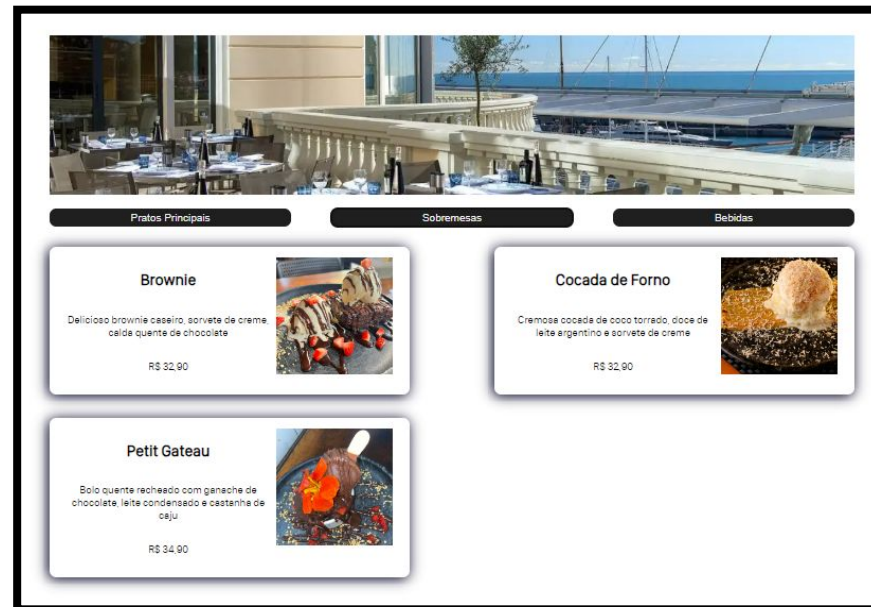 Pratos Principais
Sobremesas
Bebidas
Brownie
Delicioso brownie caseiro, sorvete de creme,
calda quente de chocolate
R$ 32,90
Cocada de Forno
Cremosa cocada de coco torrado, doce de
leite argentino e sorvete de creme
R$ 32,90
Petit Gateau
Bolo quente recheado com ganache de
chocolate, leite condensado e castanha de
caju
R$ 34,90